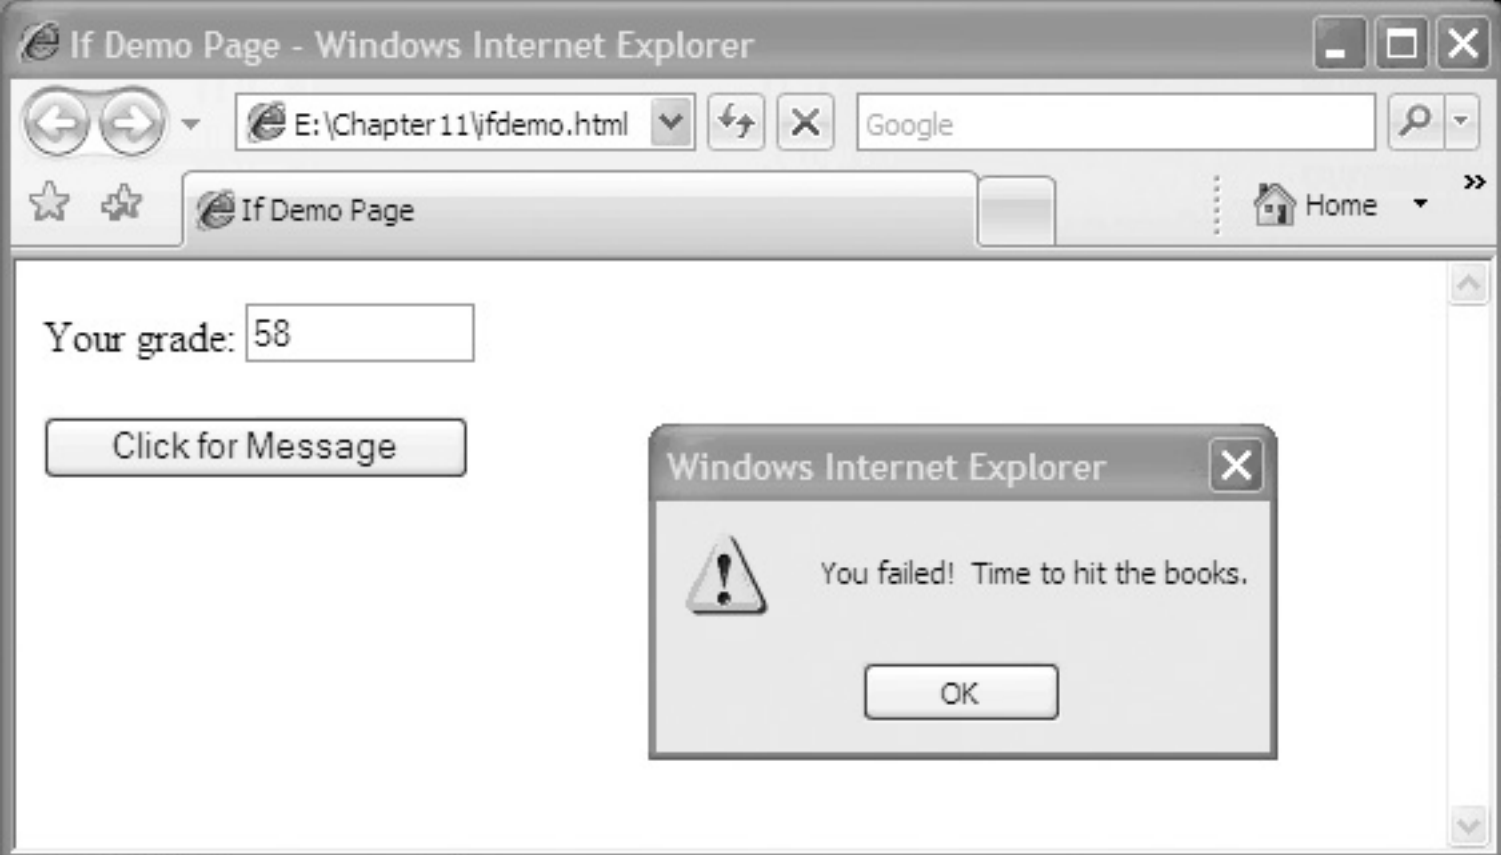 If Demo Page - Windows Internet Explorer
E:\Chapter11\ifdemo.html
Google
If Demo Page
Home
»
Your grade: 58
Click for Message
Windows Internet Explorer
You failed! Time to hit the books.
OK